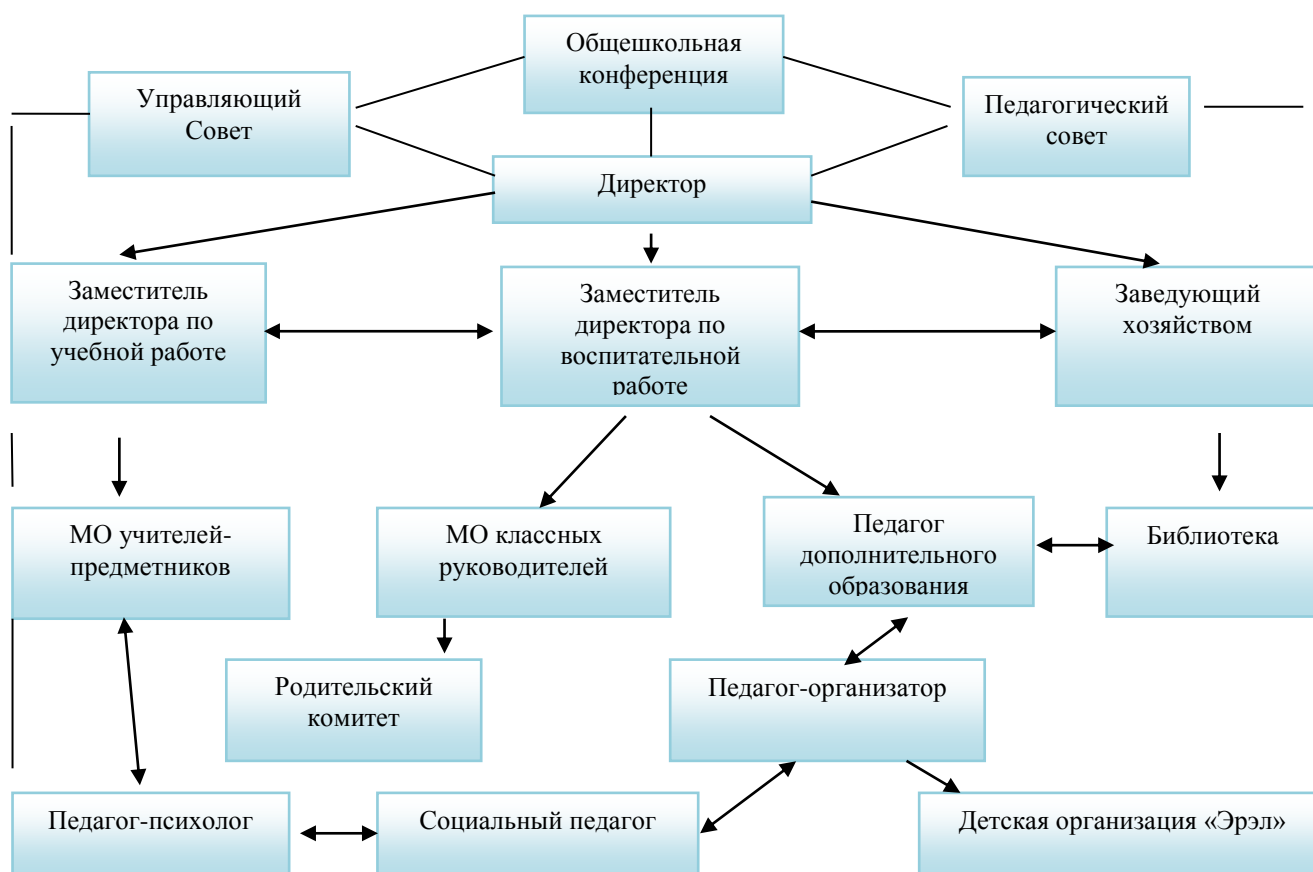 Общешкольная
конференция
Управляющий
Совет
Педагогический
совет
Директор
Заместитель
директора по
учебной работе
Заместитель
директора по
воспитательной
работе
Заведующий
хозяйством
МО учителей-
предметников
МО классных
руководителей
Педагог
дополнительного
образования
Библиотека
Родительский
комитет
Педагог-организатор
Педагог-психолог
Социальный педагог
Детская организация «Эрэл»